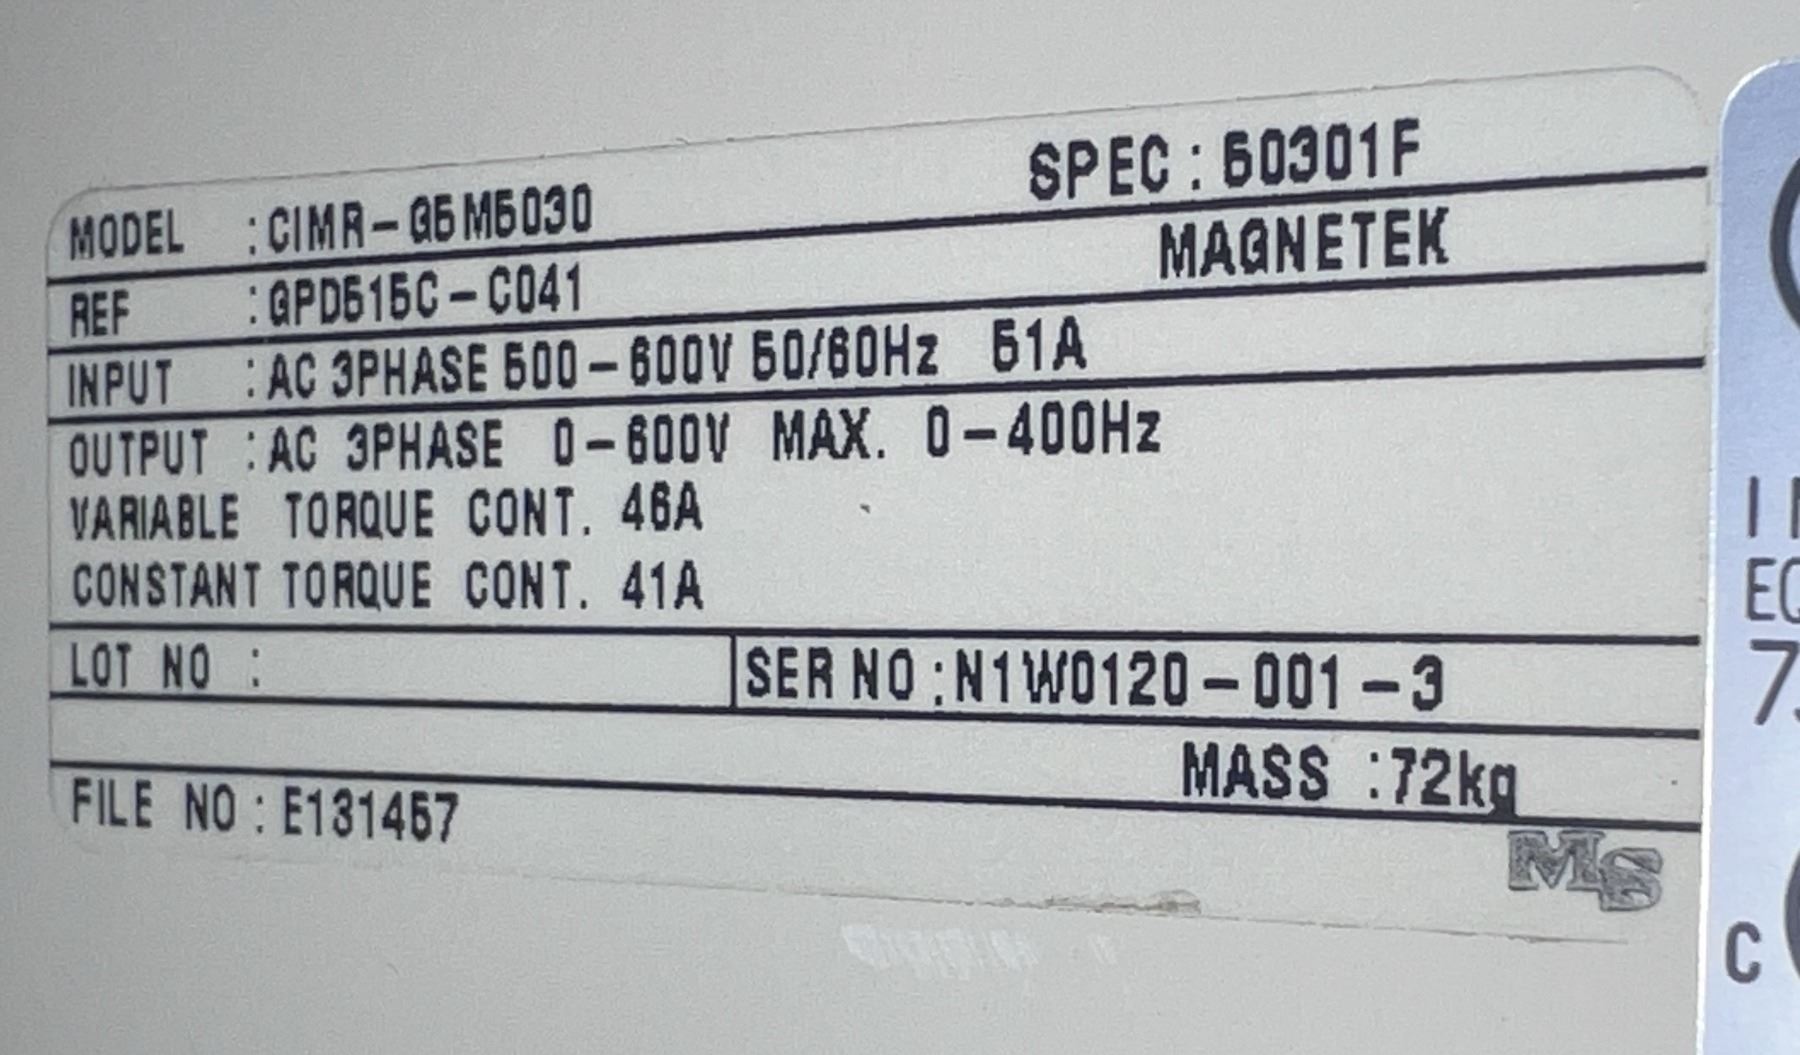 MODEL : CIMR-G5M5030 SPEC: 50301F
REF : GPD515C-C041 MAGNETEK
INPUT : AC 3PHASE 500-600V 50/60Hz 51A
OUTPUT : AC 3PHASE 0-600V MAX. 0-400Hz
VARIABLE TORQUE CONT. 46A
CONSTANT TORQUE CONT. 41A
LOT NO : SER NO: N1W0120-001-3
MASS : 72kg
FILE NO: E131457
MS
C